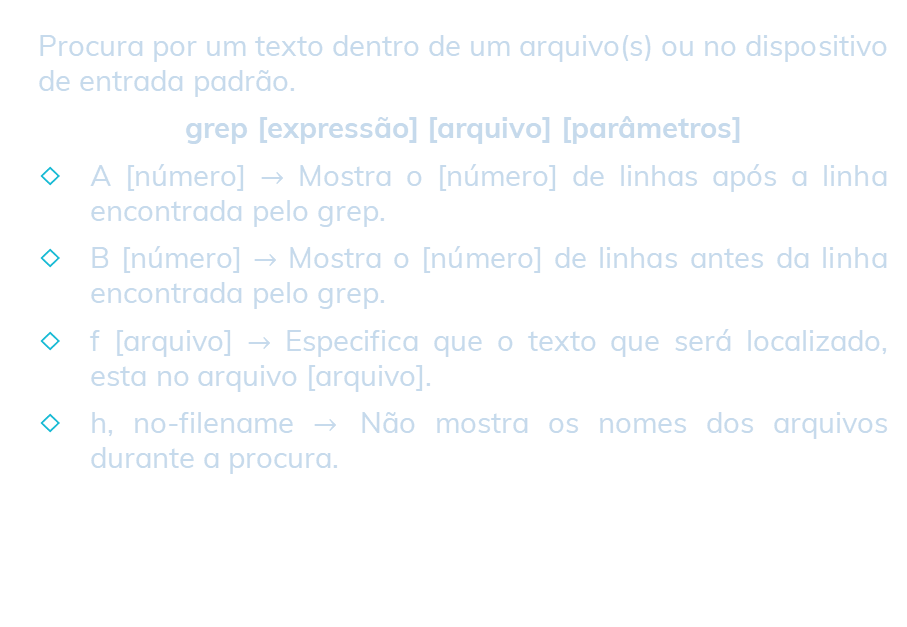 Procura por um texto dentro de um arquivo(s) ou no dispositivo
de entrada padrão.
grep [expressão] [arquivo] [parâmetros]
A [número] → Mostra o [número] de linhas após a linha
encontrada pelo grep.
B [número] → Mostra o [número] de linhas antes da linha
encontrada pelo grep.
f [arquivo] → Especifica que o texto que será localizado,
esta no arquivo [arquivo].
h, no-filename → Não mostra os nomes dos arquivos
durante a procura.